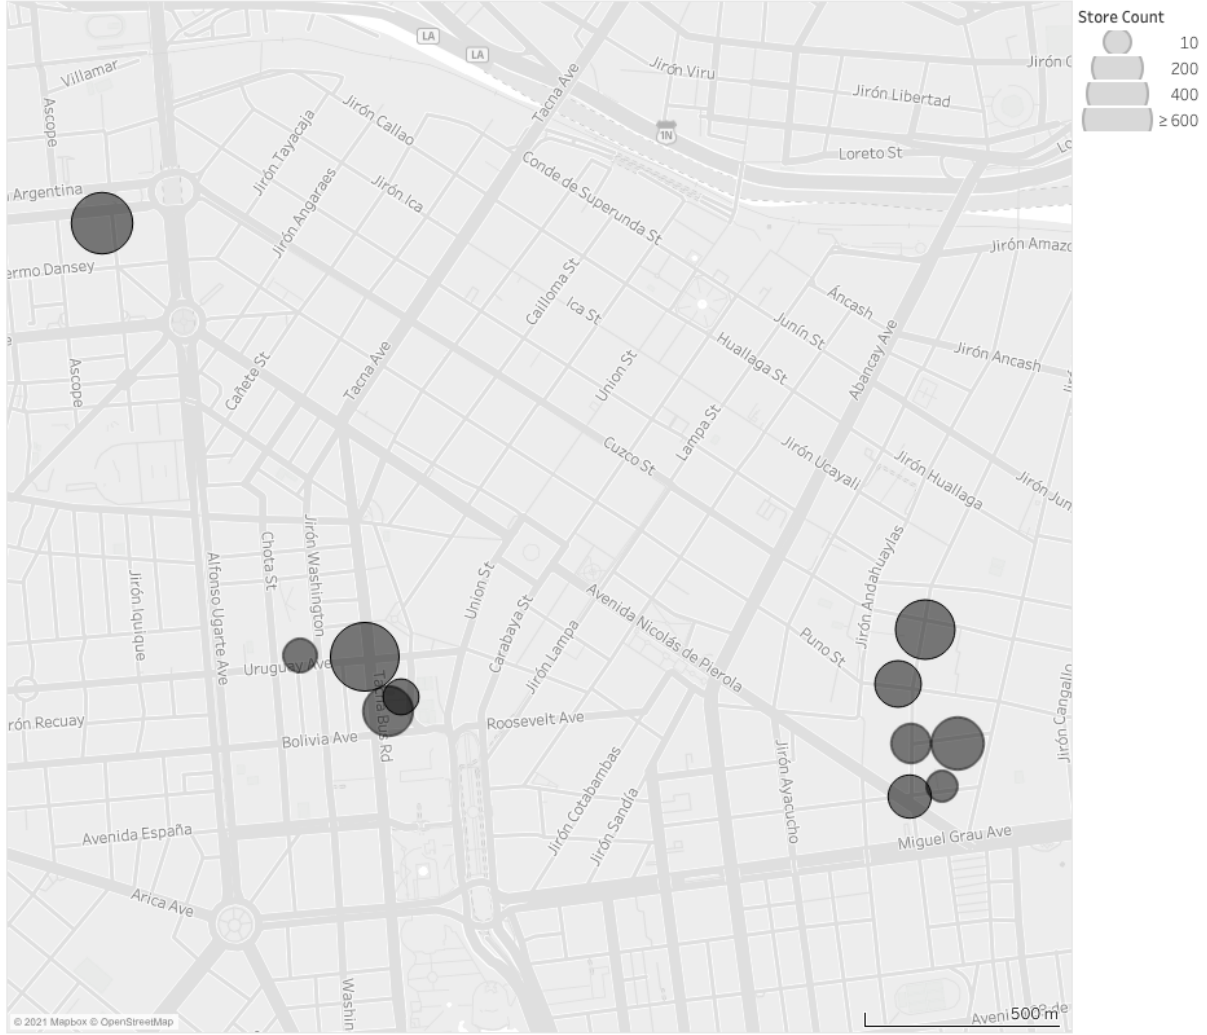 Store Count
10
200
400
≥ 600
LA
LA
1N
Villamar
Ascope
Jirón Tayacaja
Jirón Callao
Tacna Ave
Jirón Viru
Jirón Libertad
Jirón C
Loreto St
Argentina
Jirón Angaraes
Jirón Ica
Conde de Superunda St
ermo Dansey
Cailloma St
Ica St
Áncash
Junín St
Jirón Amazo
Abancay Ave
Jirón Ancash
Ascope
Cañete St
Tacna Ave
Union St
Huallaga St
Lampa St
Cuzco St
Jirón Ucayali
Jirón Huallaga
Jirón Jun
Jirón Iquique
Alfonso Ugarte Ave
Chota St
Jirón Washington
Union St
Carabaya St
Jirón Lampa
Avenida Nicolás de Pierola
Puno St
Jirón Andahuaylas
Uruguay Ave
Tacna Bus Rd
rón Recuay
Bolivia Ave
Roosevelt Ave
Jirón Cangallo
Jirón Cotabambas
Jirón Sandía
Jirón Ayacucho
Avenida España
Miguel Grau Ave
Arica Ave
Washin
© 2021 Mapbox © OpenStreetMap
500 m